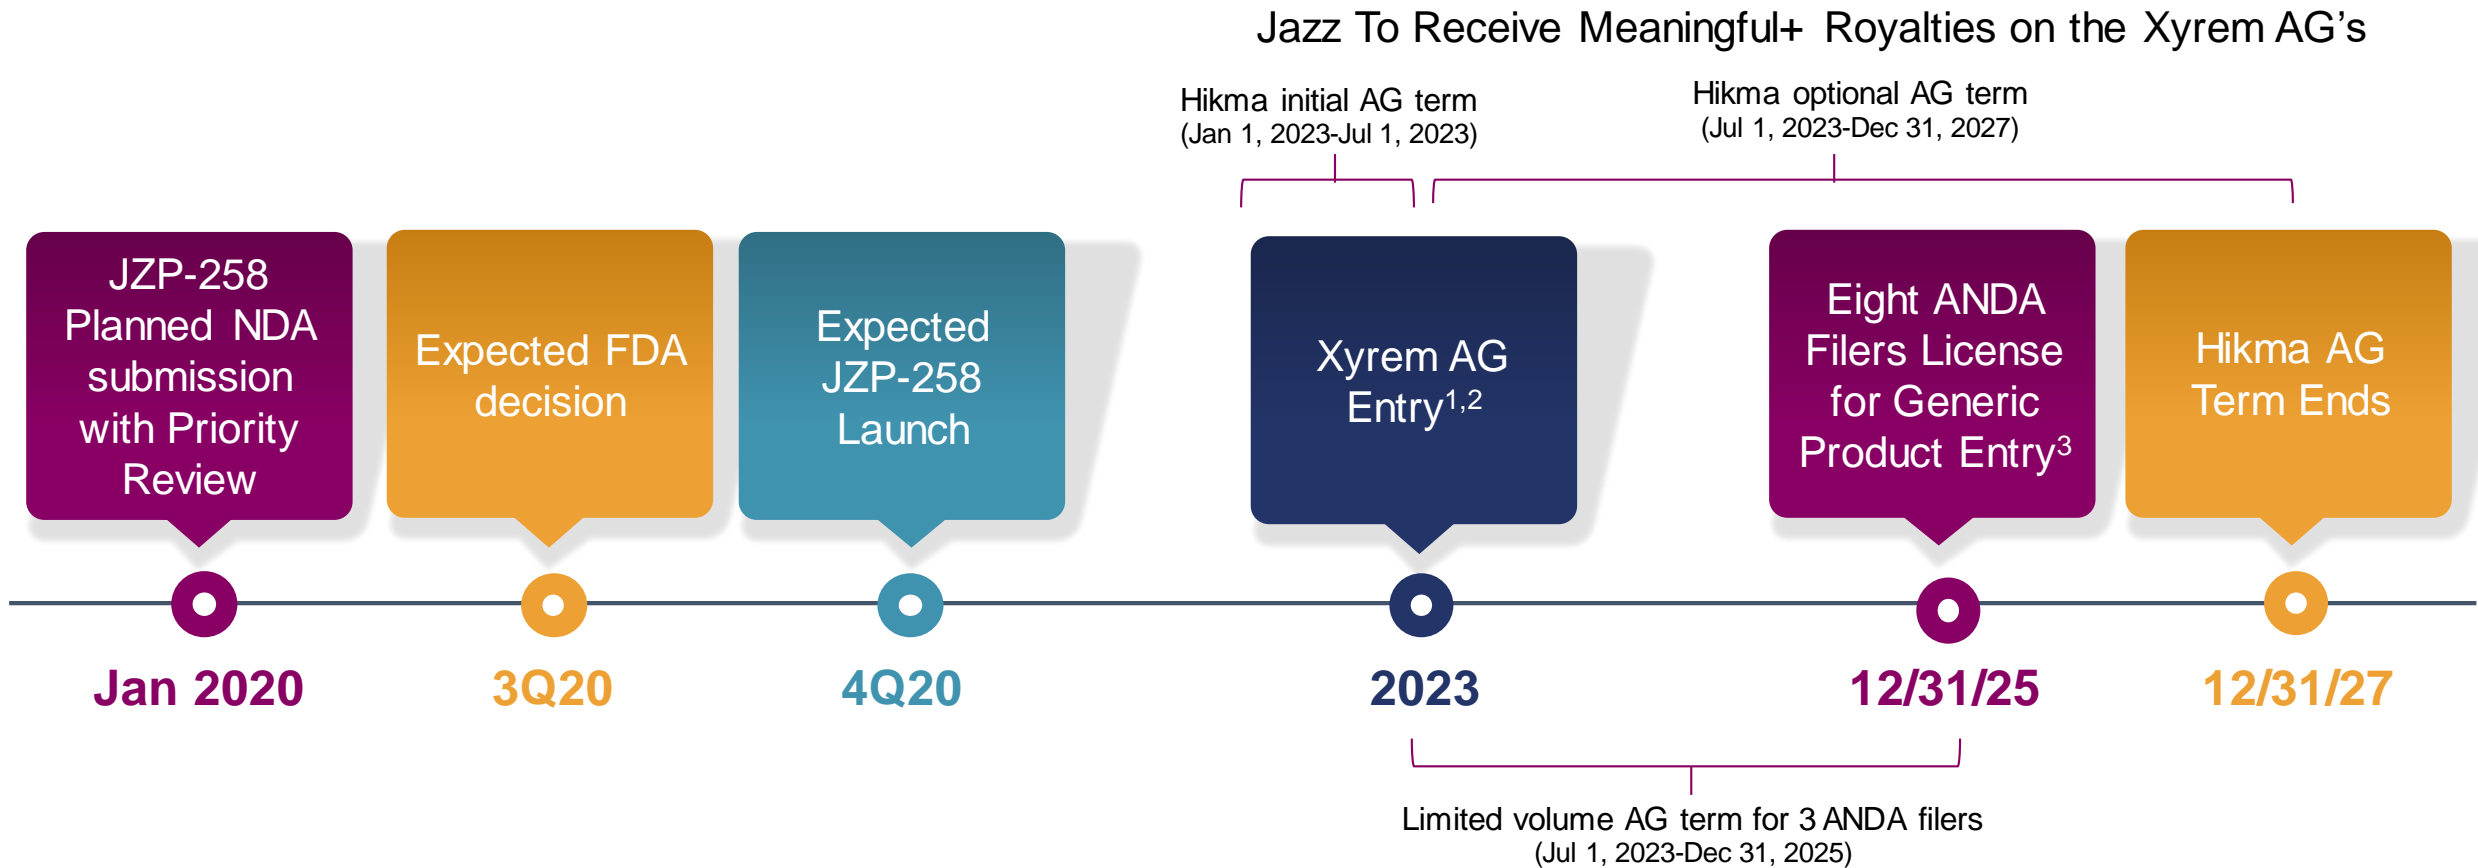 Jazz To Receive Meaningful+ Royalties on the Xyrem AG’s
Hikma initial AG term
(Jan 1, 2023-Jul 1, 2023)
Hikma optional AG term
(Jul 1, 2023-Dec 31, 2027)
JZP-258
Planned NDA
submission
with Priority
Review
Expected FDA
decision
Expected
JZP-258
Launch
Xyrem AG
Entry¹,²
Eight ANDA
Filers License
for Generic
Product Entry³
Hikma AG
Term Ends
Jan 2020
3Q20
4Q20
2023
12/31/25
12/31/27
Limited volume AG term for 3 ANDA filers
(Jul 1, 2023-Dec 31, 2025)